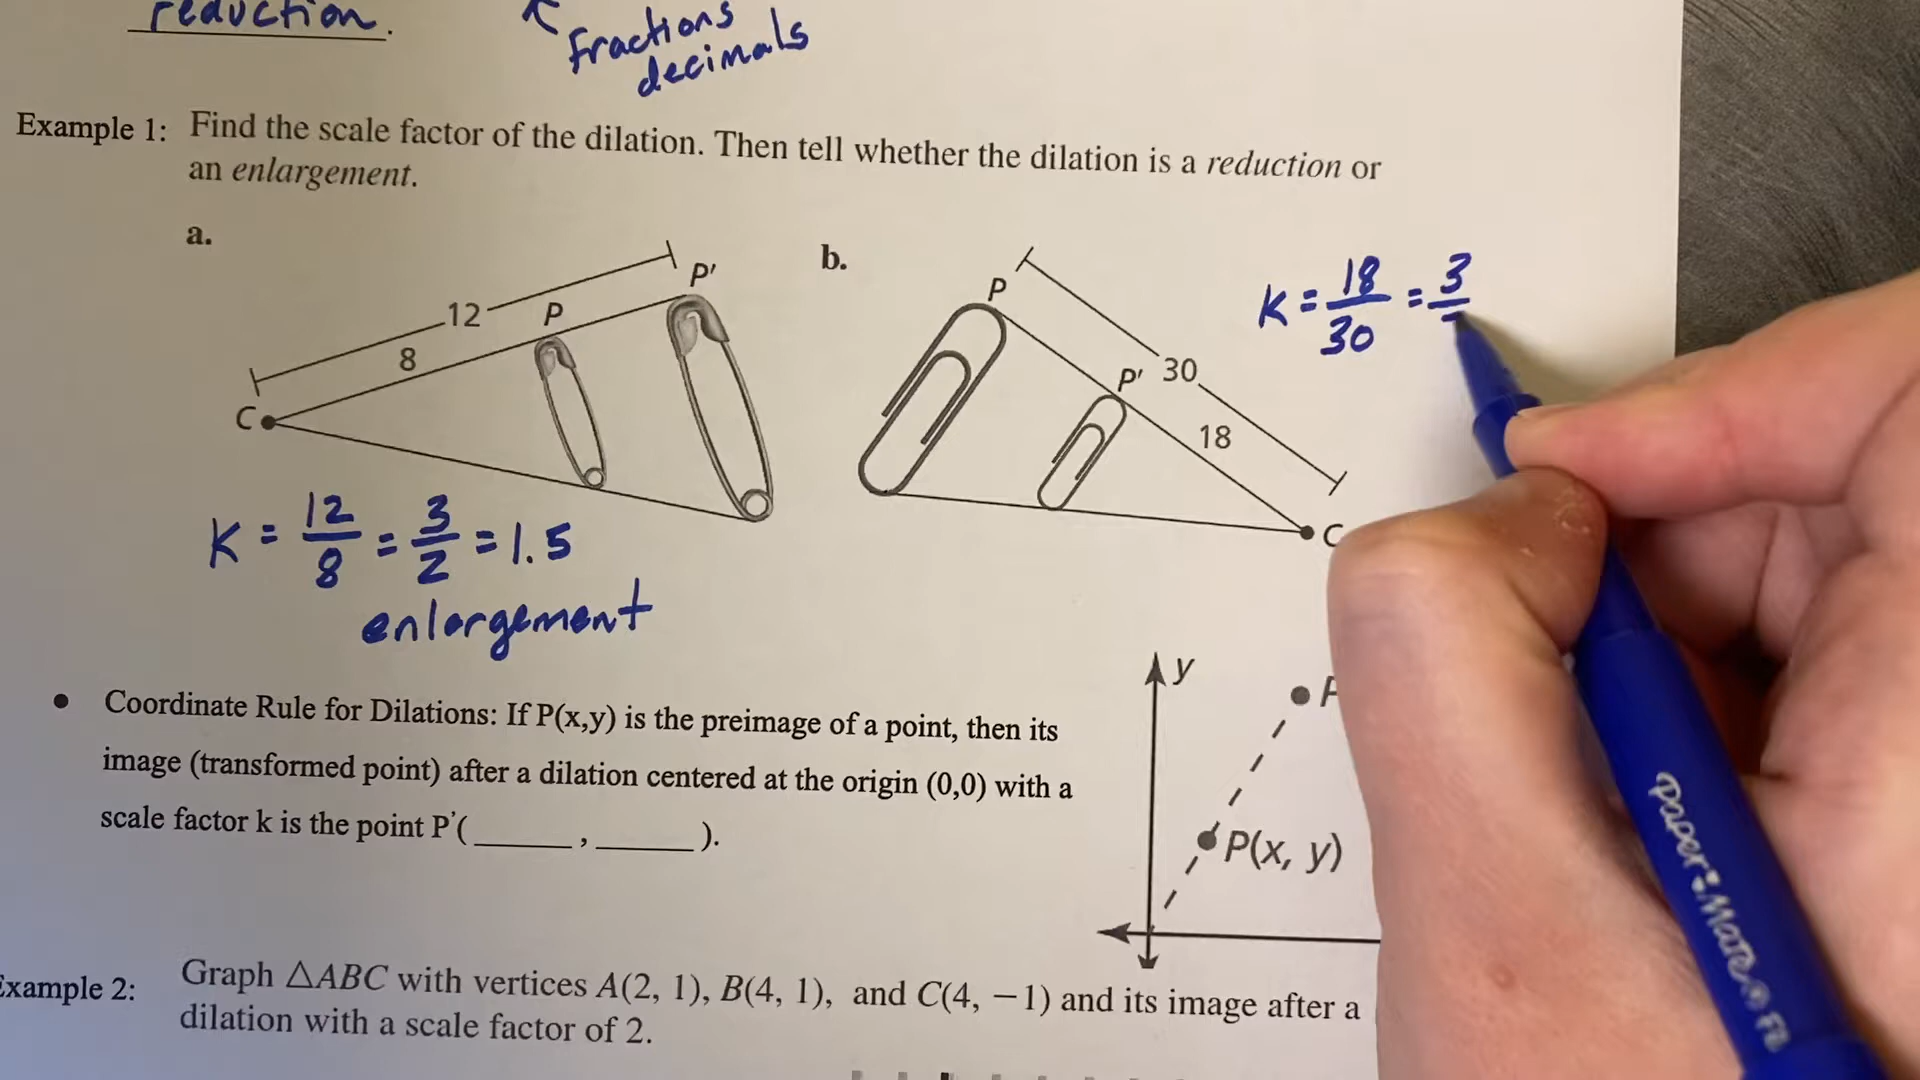 reduction.
fractions
decimals
Example 1: Find the scale factor of the dilation. Then tell whether the dilation is a reduction or
an enlargement.
a.
12
8
P
P'
C
K = 12/8 = 3/2 = 1.5
enlargement
b.
P
P'
30
18
C
K = 18/30 = 3
• Coordinate Rule for Dilations: If P(x,y) is the preimage of a point, then its
image (transformed point) after a dilation centered at the origin (0,0) with a
scale factor k is the point P'(______, ______).
y
P(x, y)
Example 2: Graph △ABC with vertices A(2, 1), B(4, 1), and C(4, −1) and its image after a
dilation with a scale factor of 2.
Paper:Mate